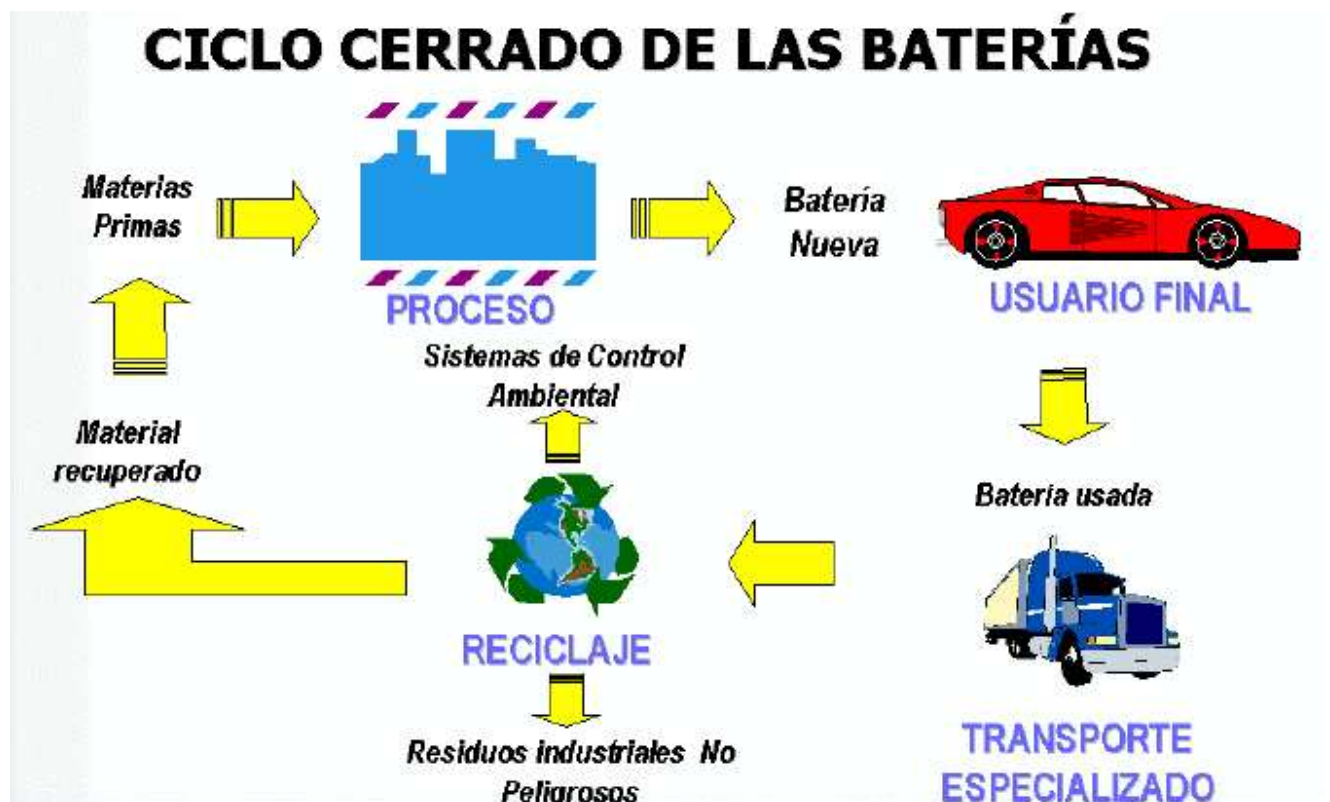 CICLO CERRADO DE LAS BATERÍAS
Materias
Primas
PROCESO
Batería
Nueva
USUARIO FINAL
Sistemas de Control
Ambiental
Material
recuperado
Batería usada
RECICLAJE
TRANSPORTE
ESPECIALIZADO
Residuos industriales No
Peligrosos